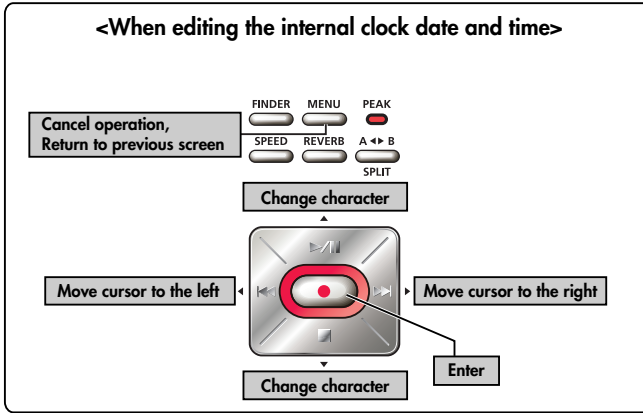 <When editing the internal clock date and time>
FINDER MENU PEAK
Cancel operation,
Return to previous screen
SPEED REVERB A◂▸B
SPLIT
Change character
Move cursor to the left
Move cursor to the right
Enter
Change character